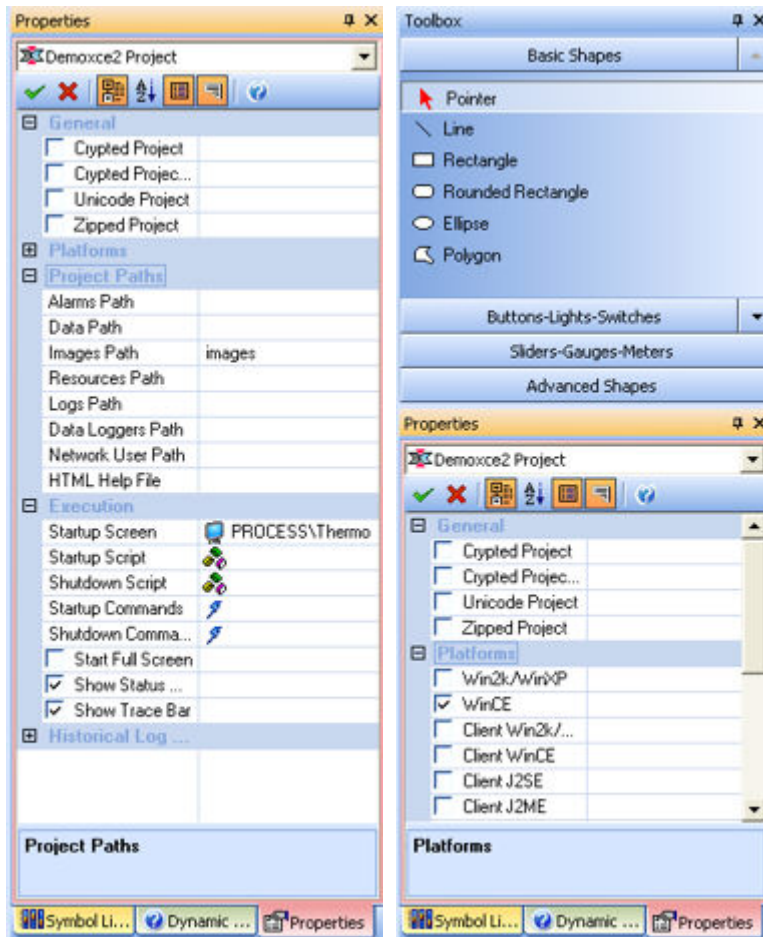 Properties
Demoxce2 Project
General
Crypted Project
Crypted Projec...
Unicode Project
Zipped Project
Platforms
Project Paths
Alarms Path
Data Path
Images Path images
Resources Path
Logs Path
Data Loggers Path
Network User Path
HTML Help File
Execution
Startup Screen PROCESS\Thermo
Startup Script
Shutdown Script
Startup Commands
Shutdown Comma...
Start Full Screen
Show Status ...
Show Trace Bar
Historical Log ...
Project Paths
Symbol Li... Dynamic ... Properties
Toolbox
Basic Shapes
Pointer
Line
Rectangle
Rounded Rectangle
Ellipse
Polygon
Buttons-Lights-Switches
Sliders-Gauges-Meters
Advanced Shapes
Properties
Demoxce2 Project
General
Crypted Project
Crypted Projec...
Unicode Project
Zipped Project
Platforms
Win2k/WinXP
WinCE
Client Win2k/...
Client WinCE
Client J2SE
Client J2ME
Platforms
Symbol Li... Dynamic ... Properties